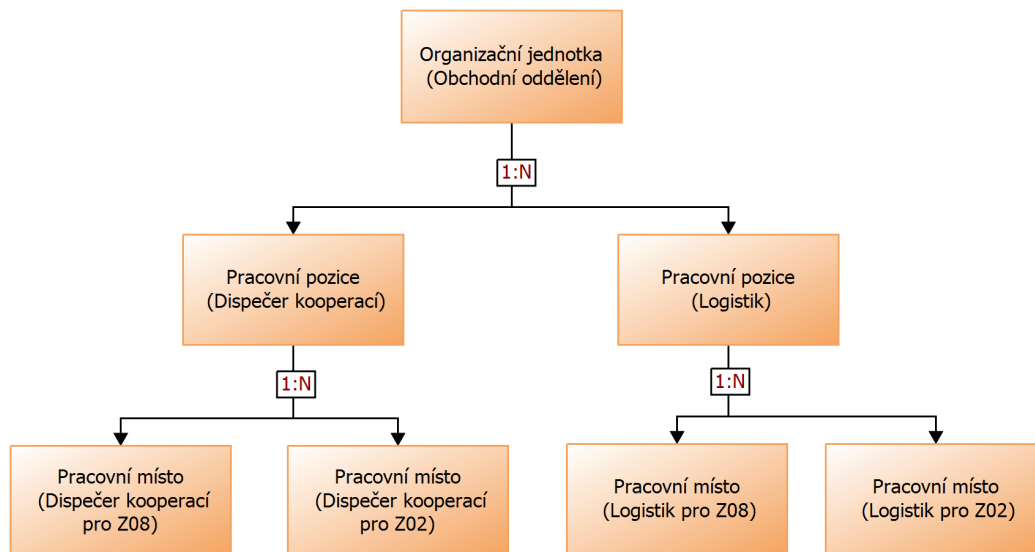 Organizační jednotka
(Obchodní oddělení)
1:N
Pracovní pozice
(Dispečer kooperací)
Pracovní pozice
(Logistik)
1:N
1:N
Pracovní místo
(Dispečer kooperací
pro Z08)
Pracovní místo
(Dispečer kooperací
pro Z02)
Pracovní místo
(Logistik pro Z08)
Pracovní místo
(Logistik pro Z02)